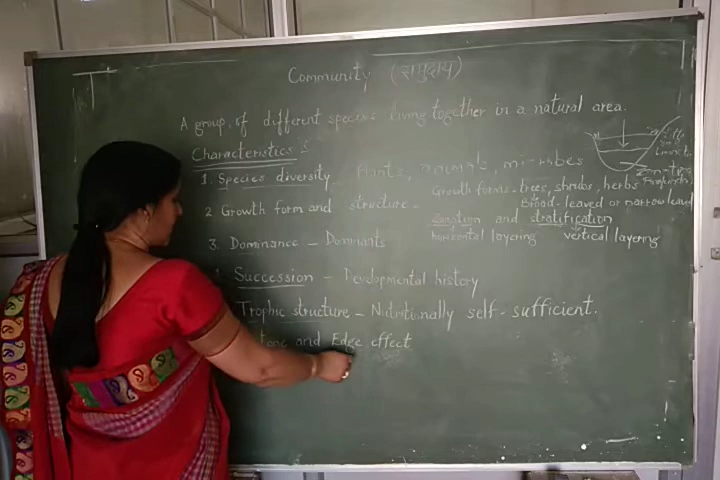 Community (समुदाय)
A group of different species living together in a natural area.
Characteristics :
1. Species diversity - Plants, animals, microbes
Growth forms - trees, shrubs, herbs
2 Growth form and structure - Broad-leaved or narrow leaved
Zonation and stratification
horizontal layering vertical layering
3. Dominance - Dominants
Succession - Developmental history
Trophic structure - Nutritionally self-sufficient.
tone and Edge effect